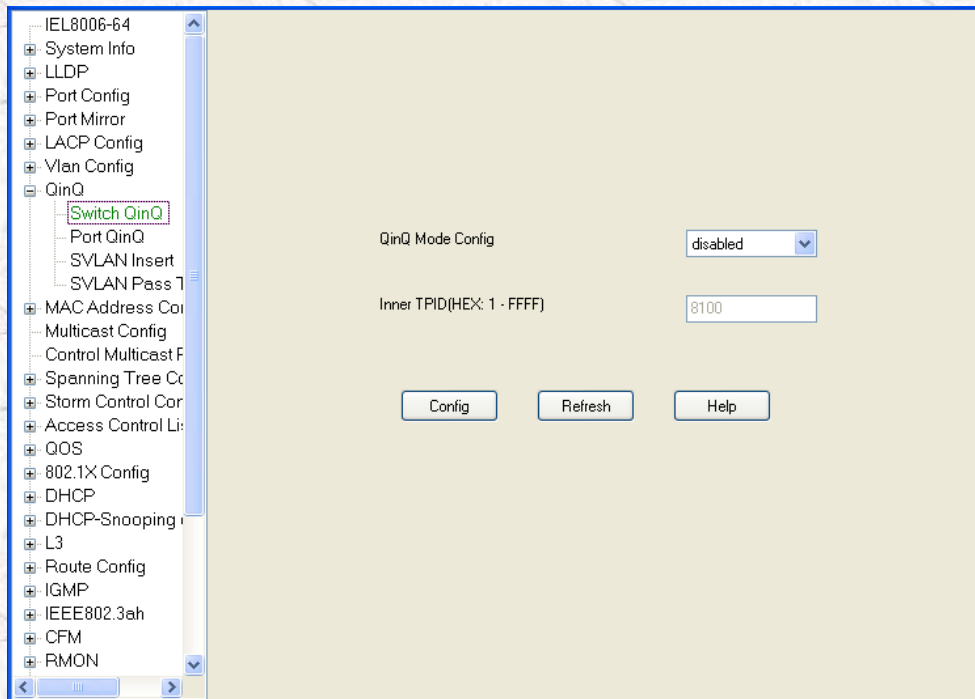 IEL8006-64
System Info
LLDP
Port Config
Port Mirror
LACP Config
Vlan Config
QinQ
Switch QinQ
Port QinQ
SVLAN Insert
SVLAN Pass T
MAC Address Co
Multicast Config
Control Multicast F
Spanning Tree Co
Storm Control Cor
Access Control Li
QOS
802.1X Config
DHCP
DHCP-Snooping
L3
Route Config
IGMP
IEEE802.3ah
CFM
RMON
QinQ Mode Config disabled
Inner TPID(HEX: 1 - FFFF) 8100
Config Refresh Help